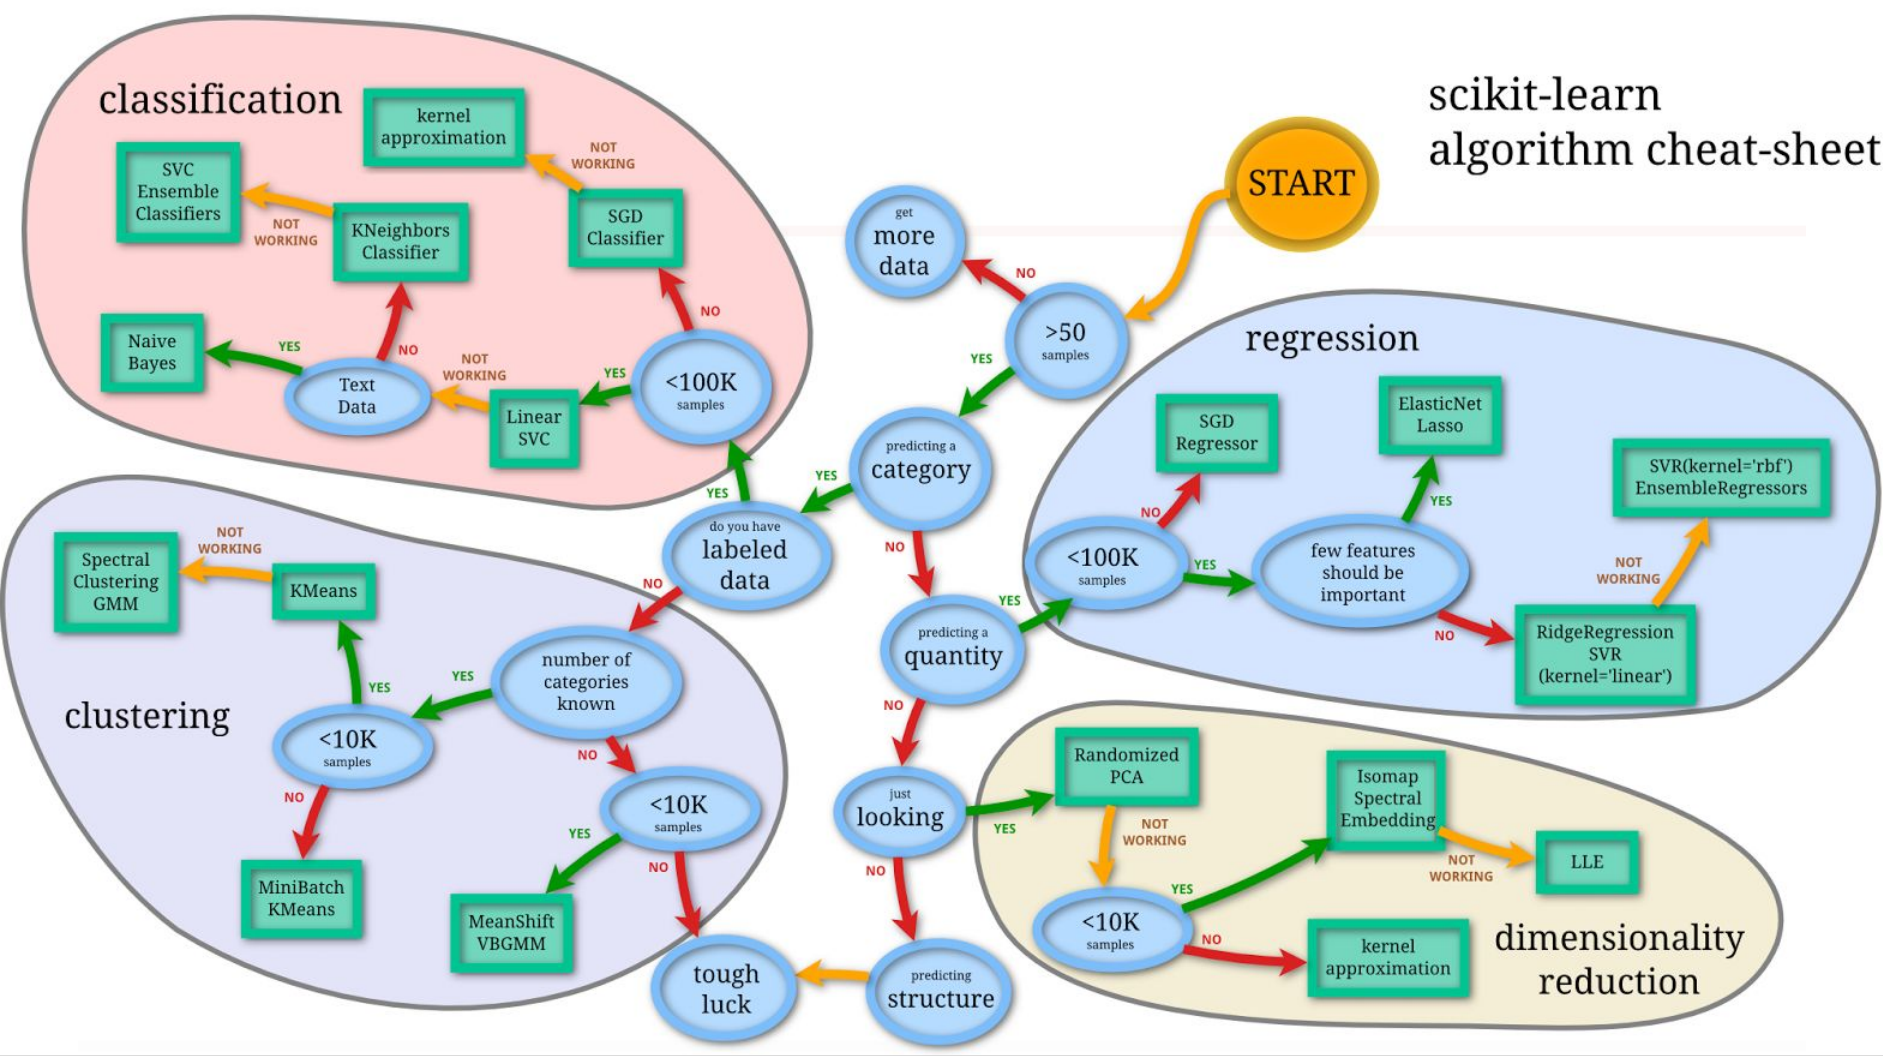 scikit-learn
algorithm cheat-sheet
START
>50
samples
NO
get
more
data
YES
predicting a
category
YES
do you have
labeled
data
YES
NO
NO
predicting a
quantity
YES
NO
just
looking
YES
NO
predicting
structure
tough
luck
classification
<100K
samples
NO
SGD
Classifier
NOT
WORKING
kernel
approximation
YES
Linear
SVC
NOT
WORKING
Text
Data
YES
Naive
Bayes
NO
KNeighbors
Classifier
NOT
WORKING
SVC
Ensemble
Classifiers
clustering
number of
categories
known
YES
<10K
samples
YES
KMeans
NOT
WORKING
Spectral
Clustering
GMM
NO
MiniBatch
KMeans
NO
<10K
samples
YES
MeanShift
VBGMM
NO
regression
<100K
samples
NO
SGD
Regressor
YES
few features
should be
important
YES
ElasticNet
Lasso
NO
RidgeRegression
SVR
(kernel='linear')
NOT
WORKING
SVR(kernel='rbf')
EnsembleRegressors
dimensionality
reduction
Randomized
PCA
NOT
WORKING
<10K
samples
YES
Isomap
Spectral
Embedding
NOT
WORKING
LLE
NO
kernel
approximation